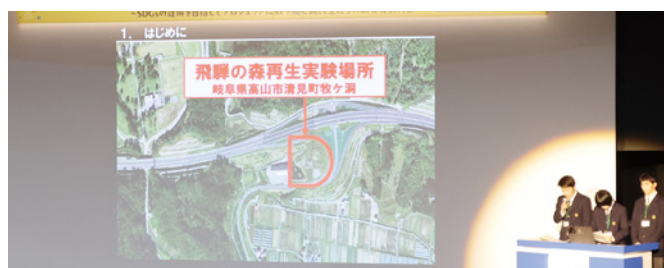 1. はじめに
飛騨の森再生実験場所
岐阜県高山市清見町牧ケ洞